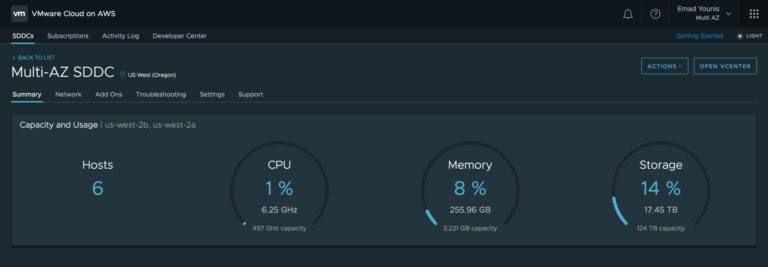 vm VMware Cloud on AWS
Emad Younis
Multi AZ
SDDCs Subscriptions Activity Log Developer Center Getting Started LIGHT
< BACK TO LIST
Multi-AZ SDDC US West (Oregon)
ACTIONS OPEN VCENTER
Summary Network Add Ons Troubleshooting Settings Support
Capacity and Usage | us-west-2b, us-west-2a
Hosts CPU Memory Storage
6 1 % 8 % 14 %
6.25 GHz 255.96 GB 17.45 TB
497 GHz capacity 3,221 GB capacity 124 TB capacity